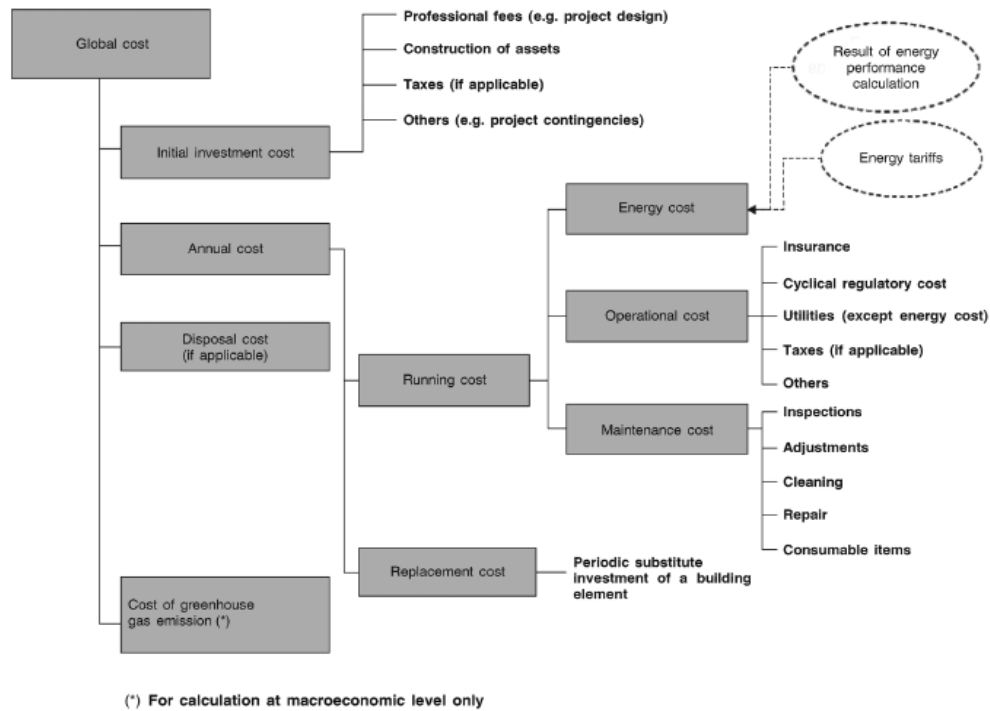 Global cost
Professional fees (e.g. project design)
Construction of assets
Taxes (if applicable)
Others (e.g. project contingencies)
Initial investment cost
Result of energy
performance
calculation
Energy tariffs
Energy cost
Annual cost
Insurance
Cyclical regulatory cost
Operational cost
Utilities (except energy cost)
Taxes (if applicable)
Others
Disposal cost
(if applicable)
Running cost
Maintenance cost
Inspections
Adjustments
Cleaning
Repair
Consumable items
Replacement cost
Periodic substitute
investment of a building
element
Cost of greenhouse
gas emission (*)
(*) For calculation at macroeconomic level only